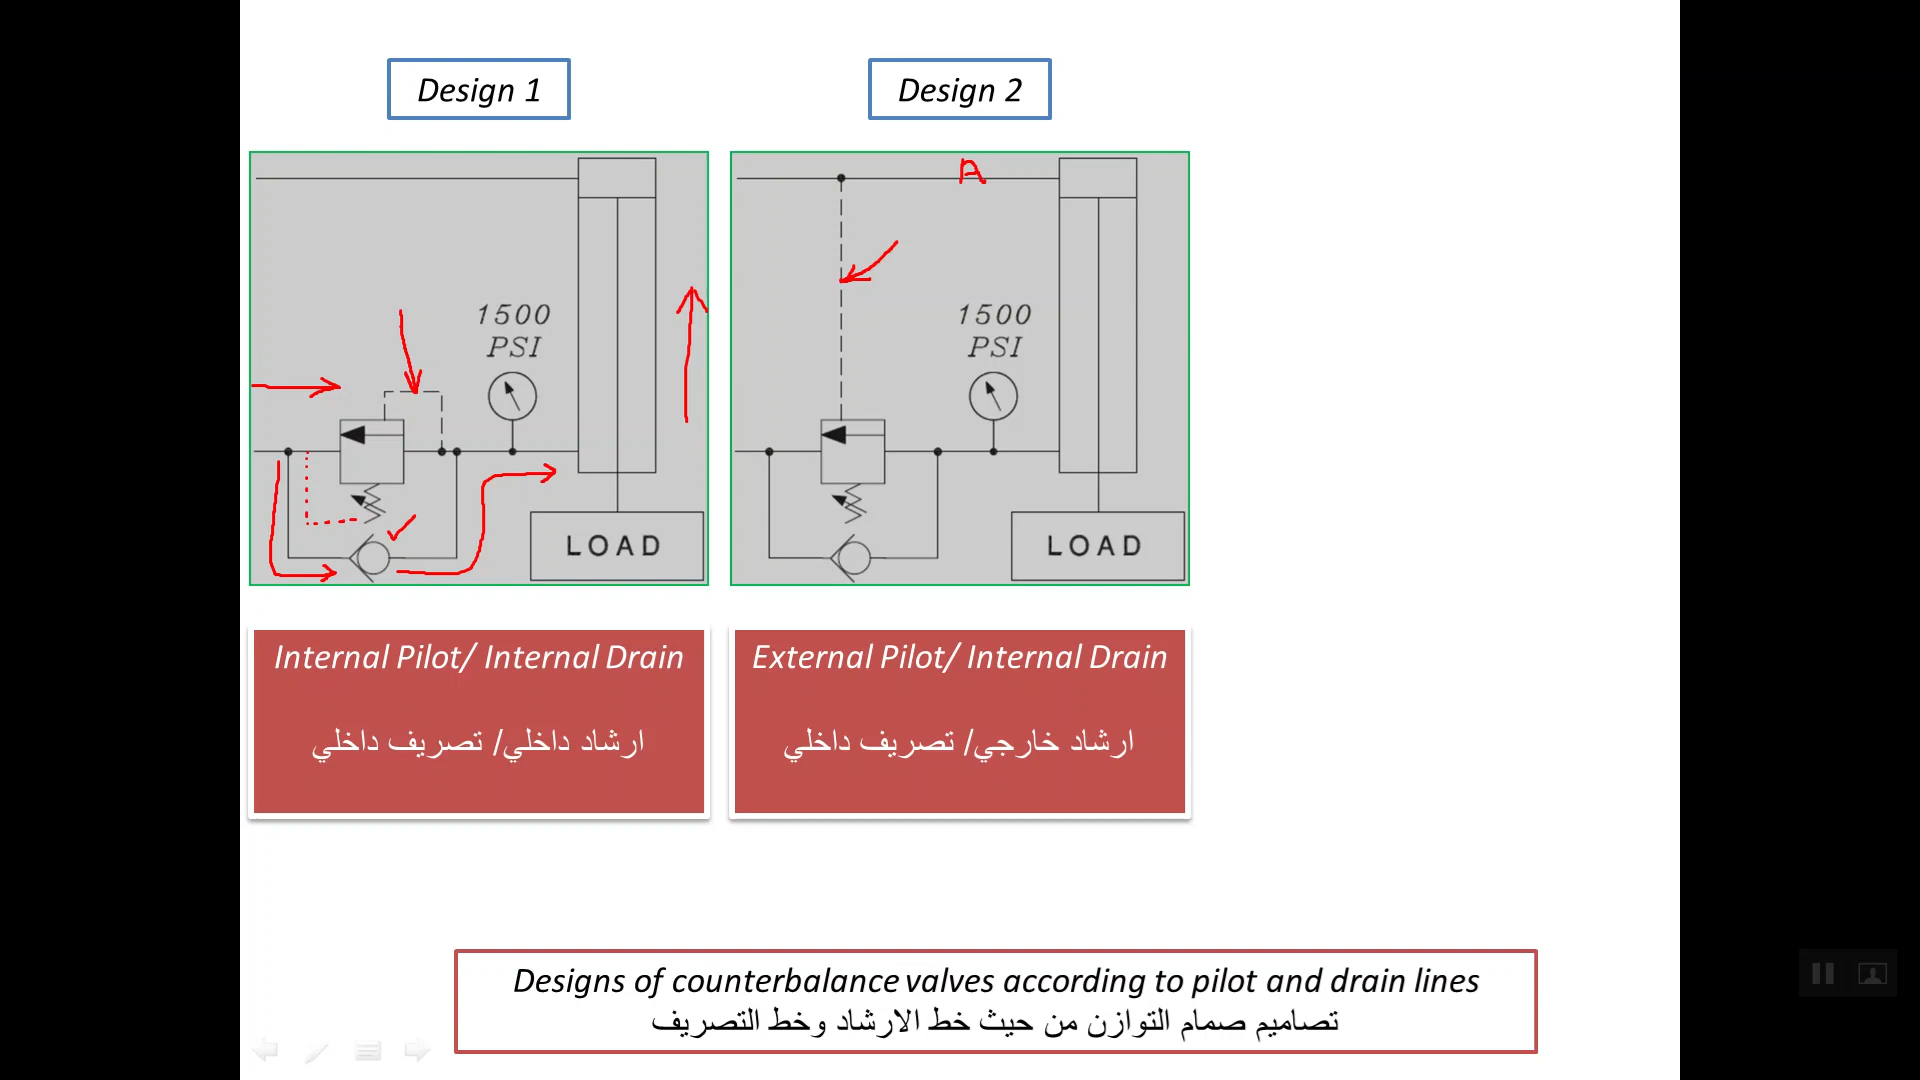 Design 1
Design 2
1500
PSI
LOAD
A
1500
PSI
LOAD
Internal Pilot/ Internal Drain
ارشاد داخلي/ تصريف داخلي
External Pilot/ Internal Drain
ارشاد خارجي/ تصريف داخلي
Designs of counterbalance valves according to pilot and drain lines
تصاميم صمام التوازن من حيث خط الارشاد وخط التصريف